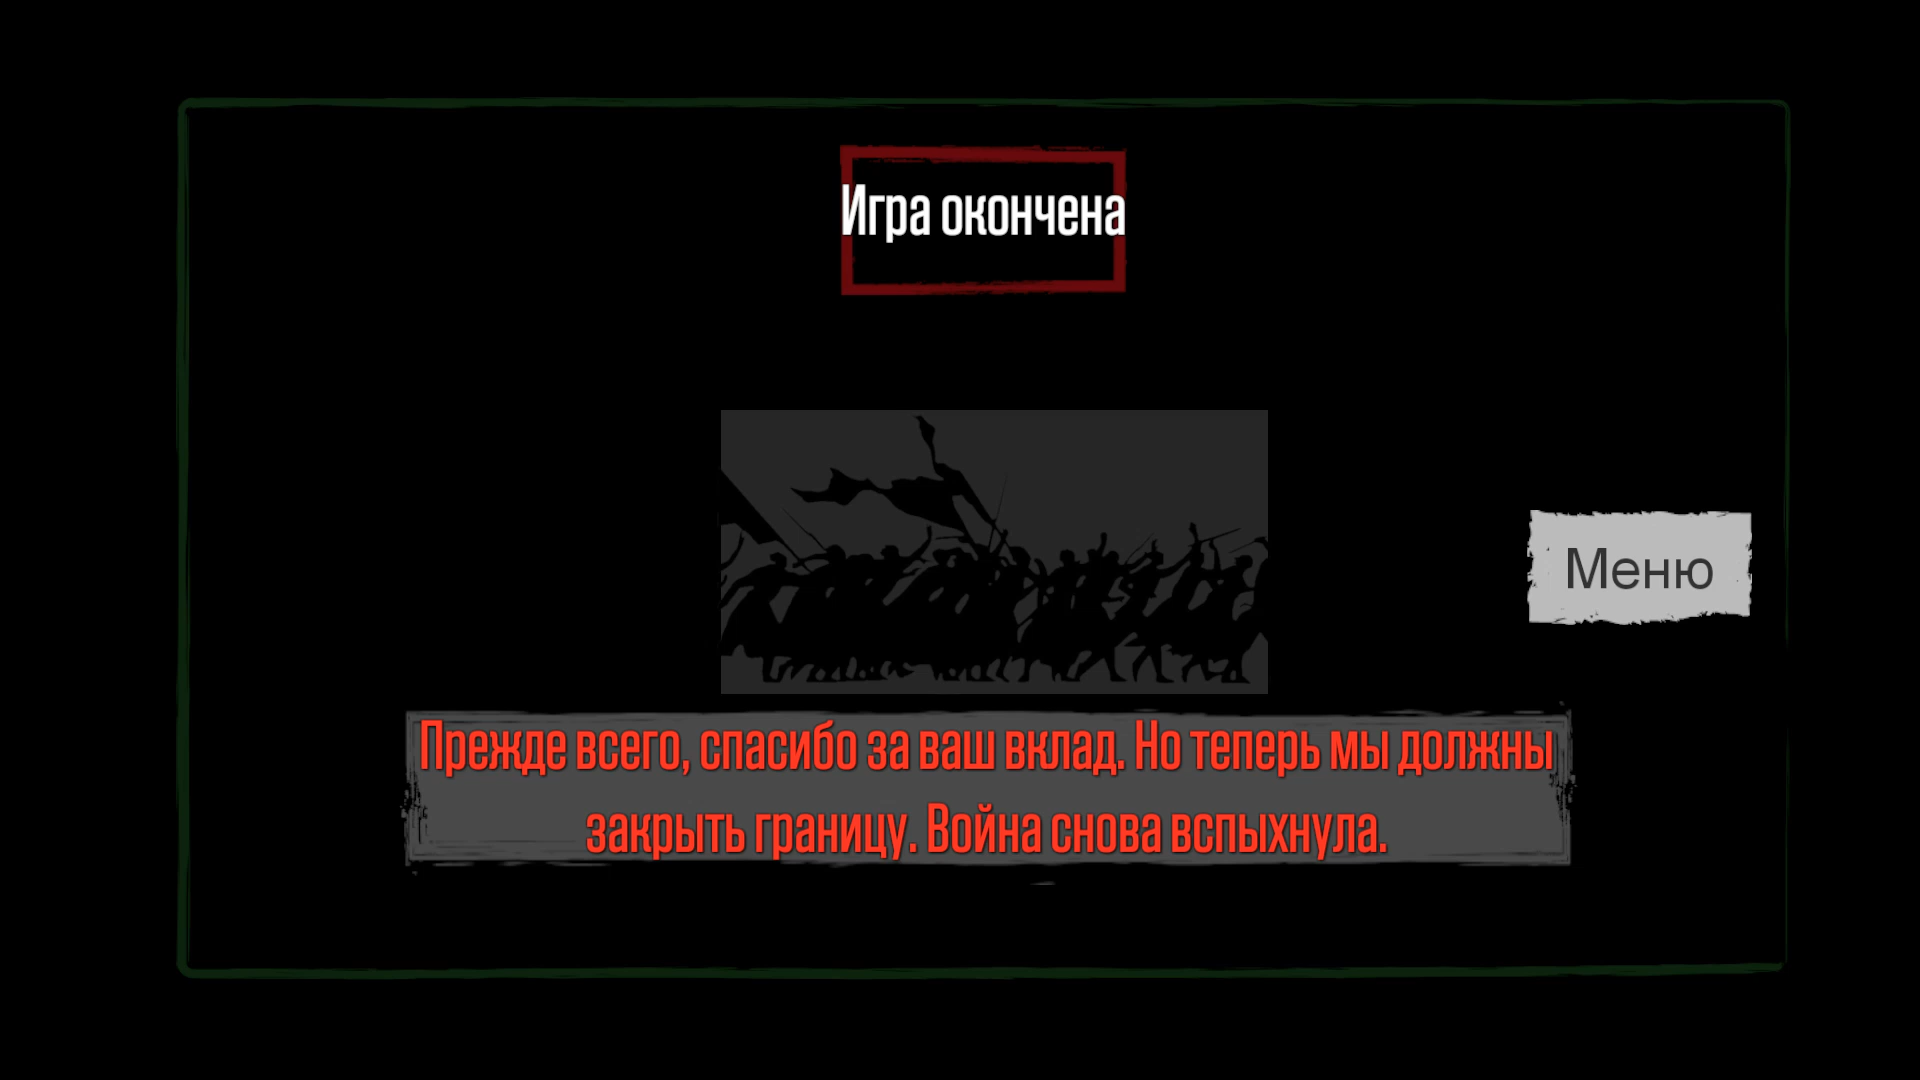 Игра окончена
Меню
Прежде всего, спасибо за ваш вклад. Но теперь мы должны
закрыть границу. Война снова вспыхнула.